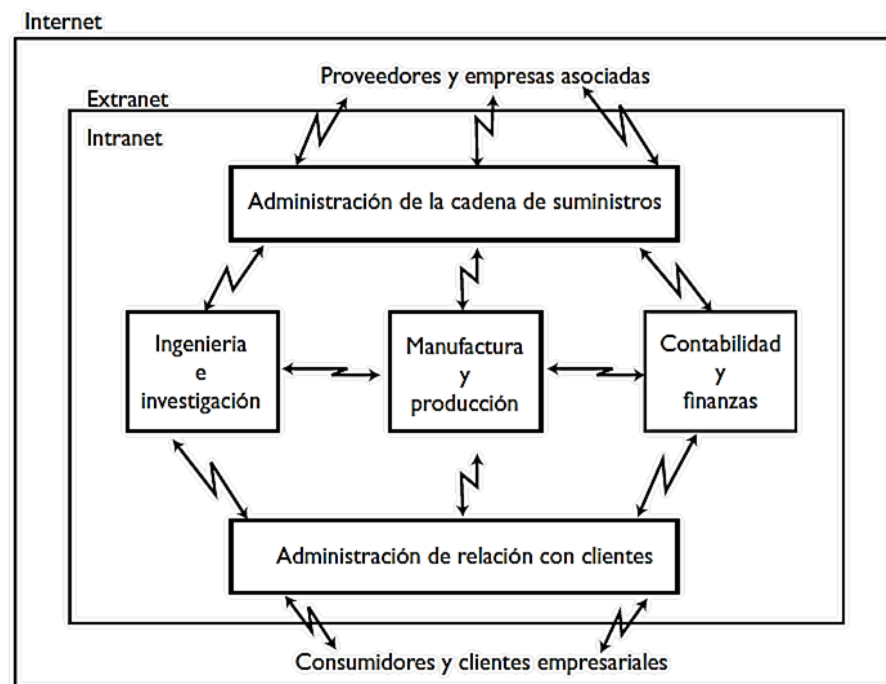 Internet
Proveedores y empresas asociadas
Extranet
Intranet
Administración de la cadena de suministros
Ingenieria
e
investigación
Manufactura
y
producción
Contabilidad
y
finanzas
Administración de relación con clientes
Consumidores y clientes empresariales